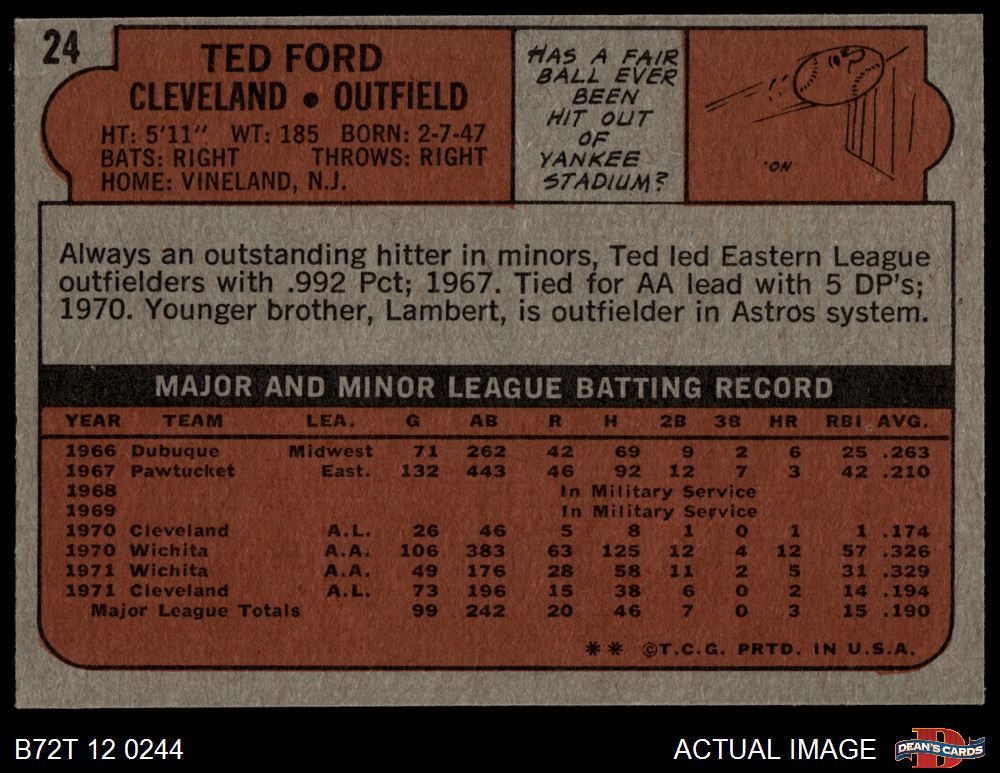 24
TED FORD
CLEVELAND • OUTFIELD
HT: 5'11" WT: 185 BORN: 2-7-47
BATS: RIGHT THROWS: RIGHT
HOME: VINELAND, N.J.
HAS A FAIR
BALL EVER
BEEN
HIT OUT
OF
YANKEE
STADIUM?
"ON
Always an outstanding hitter in minors, Ted led Eastern League
outfielders with .992 Pct; 1967. Tied for AA lead with 5 DP's;
1970. Younger brother, Lambert, is outfielder in Astros system.
MAJOR AND MINOR LEAGUE BATTING RECORD
YEAR TEAM LEA. G AB R H 2B 3B HR RBI AVG.
1966 Dubuque Midwest 71 262 42 69 9 2 6 25 .263
1967 Pawtucket East. 132 443 46 92 12 7 3 42 .210
1968 In Military Service
1969 In Military Service
1970 Cleveland A.L. 26 46 5 8 1 0 1 1 .174
1970 Wichita A.A. 106 383 63 125 12 4 12 57 .326
1971 Wichita A.A. 49 176 28 58 11 2 5 31 .329
1971 Cleveland A.L. 73 196 15 38 6 0 2 14 .194
Major League Totals 99 242 20 46 7 0 3 15 .190
** ©T.C.G. PRTD. IN U.S.A.
B72T 12 0244
ACTUAL IMAGE
DEAN'S CARDS